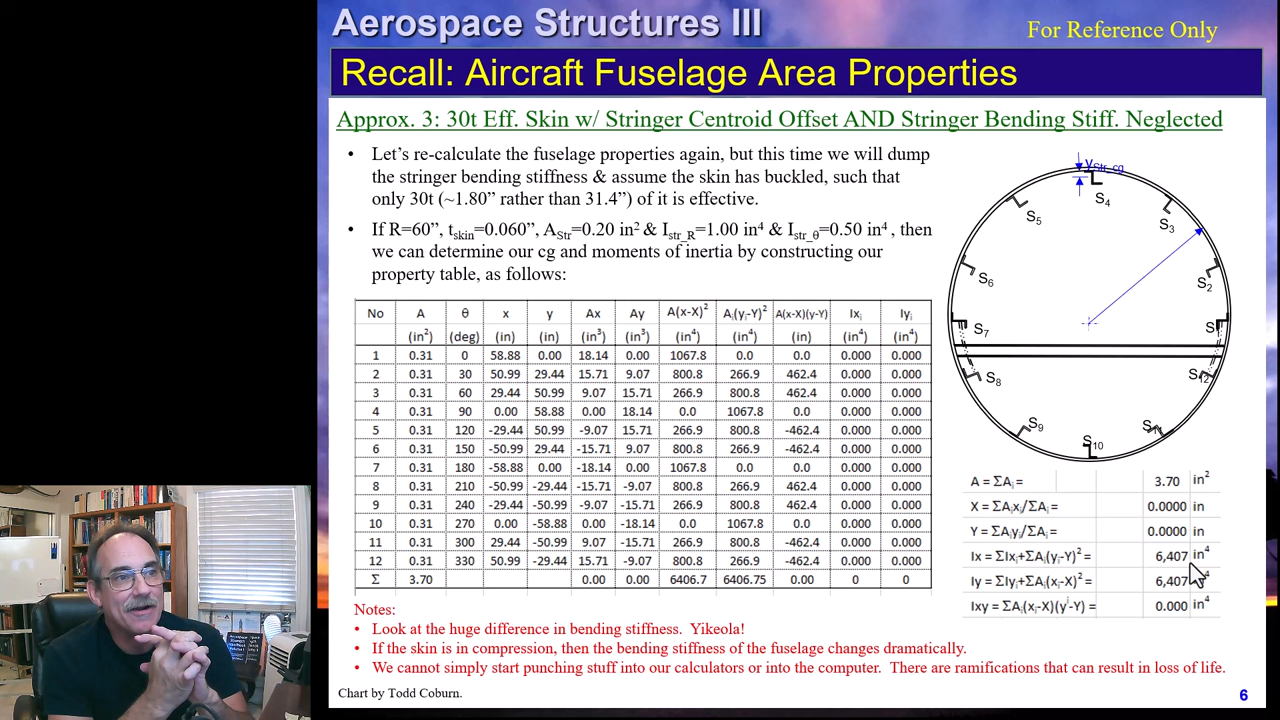 Aerospace Structures III
For Reference Only
Recall: Aircraft Fuselage Area Properties
Approx. 3: 30t Eff. Skin w/ Stringer Centroid Offset AND Stringer Bending Stiff. Neglected
• Let's re-calculate the fuselage properties again, but this time we will dump
the stringer bending stiffness & assume the skin has buckled, such that
only 30t (~1.80” rather than 31.4”) of it is effective.
• If R=60”, tskin=0.060”, AStr=0.20 in² & Istr_R=1.00 in⁴ & Istr_θ=0.50 in⁴ , then
we can determine our cg and moments of inertia by constructing our
property table, as follows:
No A θ x y Ax Ay A(x-X)² Ai(yi-Y)² A(x-X)(y-Y) Ixi Iyi
(in²) (deg) (in) (in) (in³) (in³) (in⁴) (in⁴) (in) (in⁴) (in⁴)
1 0.31 0 58.88 0.00 18.14 0.00 1067.8 0.0 0.0 0.000 0.000
2 0.31 30 50.99 29.44 15.71 9.07 800.8 266.9 462.4 0.000 0.000
3 0.31 60 29.44 50.99 9.07 15.71 266.9 800.8 462.4 0.000 0.000
4 0.31 90 0.00 58.88 0.00 18.14 0.0 1067.8 0.0 0.000 0.000
5 0.31 120 -29.44 50.99 -9.07 15.71 266.9 800.8 -462.4 0.000 0.000
6 0.31 150 -50.99 29.44 -15.71 9.07 800.8 266.9 -462.4 0.000 0.000
7 0.31 180 -58.88 0.00 -18.14 0.00 1067.8 0.0 0.0 0.000 0.000
8 0.31 210 -50.99 -29.44 -15.71 -9.07 800.8 266.9 462.4 0.000 0.000
9 0.31 240 -29.44 -50.99 -9.07 -15.71 266.9 800.8 462.4 0.000 0.000
10 0.31 270 0.00 -58.88 0.00 -18.14 0.0 1067.8 0.0 0.000 0.000
11 0.31 300 29.44 -50.99 9.07 -15.71 266.9 800.8 -462.4 0.000 0.000
12 0.31 330 50.99 -29.44 15.71 -9.07 800.8 266.9 -462.4 0.000 0.000
Σ 3.70 0.00 0.00 6406.7 6406.75 0.00 0 0
yStr_cg
S4
S5
S3
S6
S2
S7
S
S8
S12
S9
S10
A = ΣAi = 3.70 in²
X = ΣAixi/ΣAi = 0.0000 in
Y = ΣAiyi/ΣAi = 0.0000 in
Ix = ΣIxi+ΣAi(yi-Y)² = 6,407 in⁴
Iy = ΣIyi+ΣAi(xi-X)² = 6,407
Ixy = ΣAi(xi-X)(yi-Y) = 0.000 in⁴
Notes:
• Look at the huge difference in bending stiffness. Yikeola!
• If the skin is in compression, then the bending stiffness of the fuselage changes dramatically.
• We cannot simply start punching stuff into our calculators or into the computer. There are ramifications that can result in loss of life.
Chart by Todd Coburn.
6